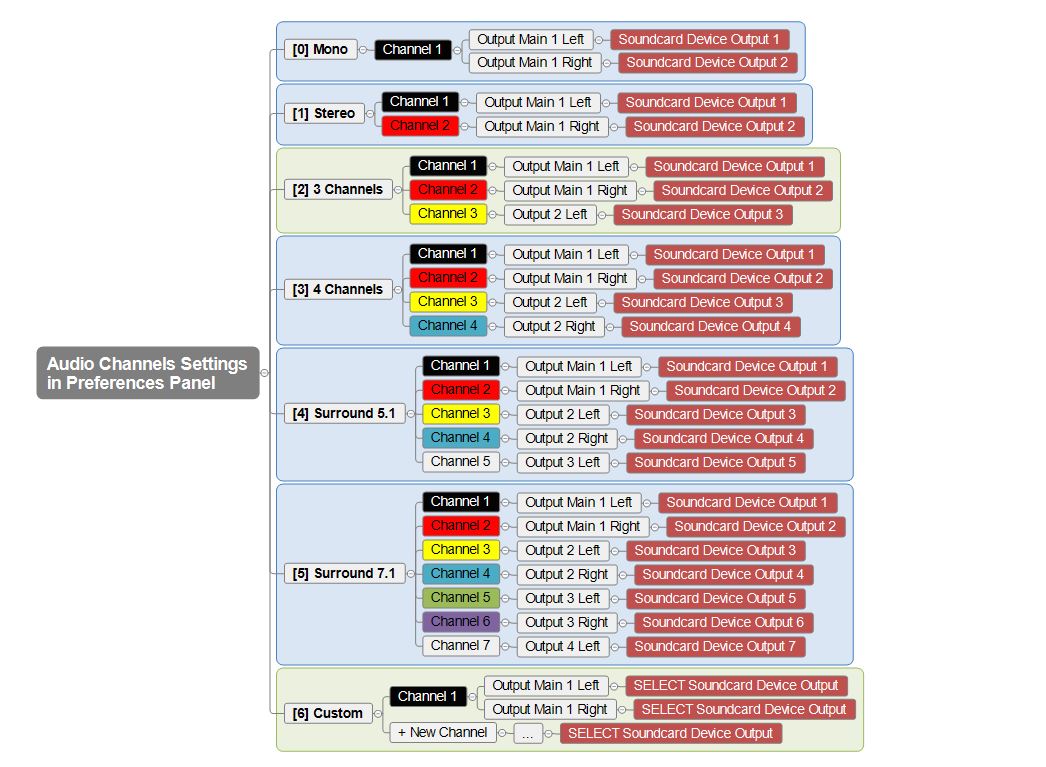 Audio Channels Settings
in Preferences Panel
[0] Mono
Channel 1
Output Main 1 Left
Soundcard Device Output 1
Output Main 1 Right
Soundcard Device Output 2
[1] Stereo
Channel 1
Output Main 1 Left
Soundcard Device Output 1
Channel 2
Output Main 1 Right
Soundcard Device Output 2
[2] 3 Channels
Channel 1
Output Main 1 Left
Soundcard Device Output 1
Channel 2
Output Main 1 Right
Soundcard Device Output 2
Channel 3
Output 2 Left
Soundcard Device Output 3
[3] 4 Channels
Channel 1
Output Main 1 Left
Soundcard Device Output 1
Channel 2
Output Main 1 Right
Soundcard Device Output 2
Channel 3
Output 2 Left
Soundcard Device Output 3
Channel 4
Output 2 Right
Soundcard Device Output 4
[4] Surround 5.1
Channel 1
Output Main 1 Left
Soundcard Device Output 1
Channel 2
Output Main 1 Right
Soundcard Device Output 2
Channel 3
Output 2 Left
Soundcard Device Output 3
Channel 4
Output 2 Right
Soundcard Device Output 4
Channel 5
Output 3 Left
Soundcard Device Output 5
[5] Surround 7.1
Channel 1
Output Main 1 Left
Soundcard Device Output 1
Channel 2
Output Main 1 Right
Soundcard Device Output 2
Channel 3
Output 2 Left
Soundcard Device Output 3
Channel 4
Output 2 Right
Soundcard Device Output 4
Channel 5
Output 3 Left
Soundcard Device Output 5
Channel 6
Output 3 Right
Soundcard Device Output 6
Channel 7
Output 4 Left
Soundcard Device Output 7
[6] Custom
Channel 1
Output Main 1 Left
SELECT Soundcard Device Output
Output Main 1 Right
SELECT Soundcard Device Output
+ New Channel
...
SELECT Soundcard Device Output